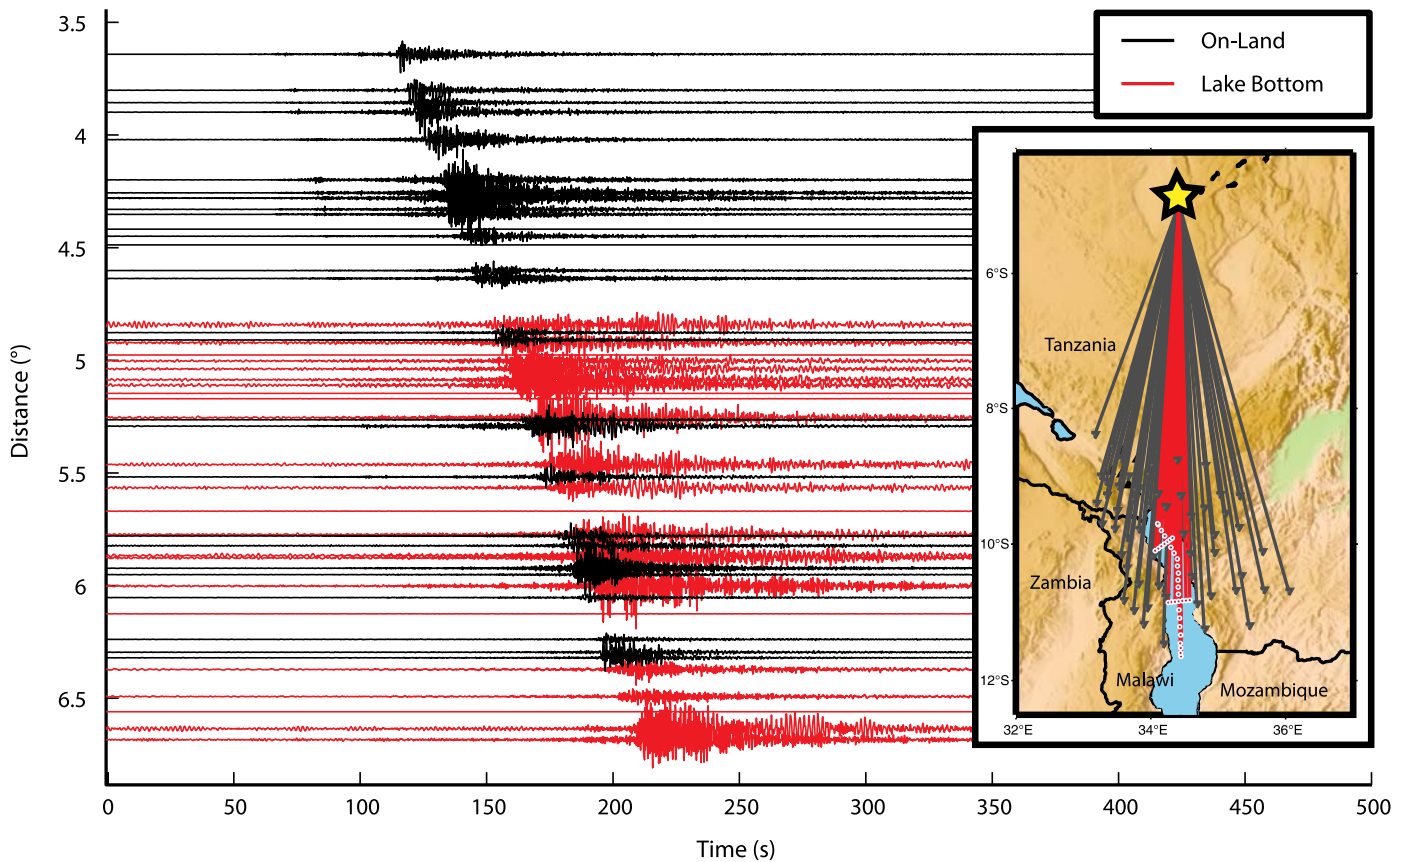 3.5
4
4.5
5
5.5
6
6.5
Distance (°)
0
50
100
150
200
250
300
350
400
450
500
Time (s)
On-Land
Lake Bottom
6°S
8°S
10°S
12°S
32°E
34°E
36°E
Tanzania
Zambia
Malawi
Mozambique